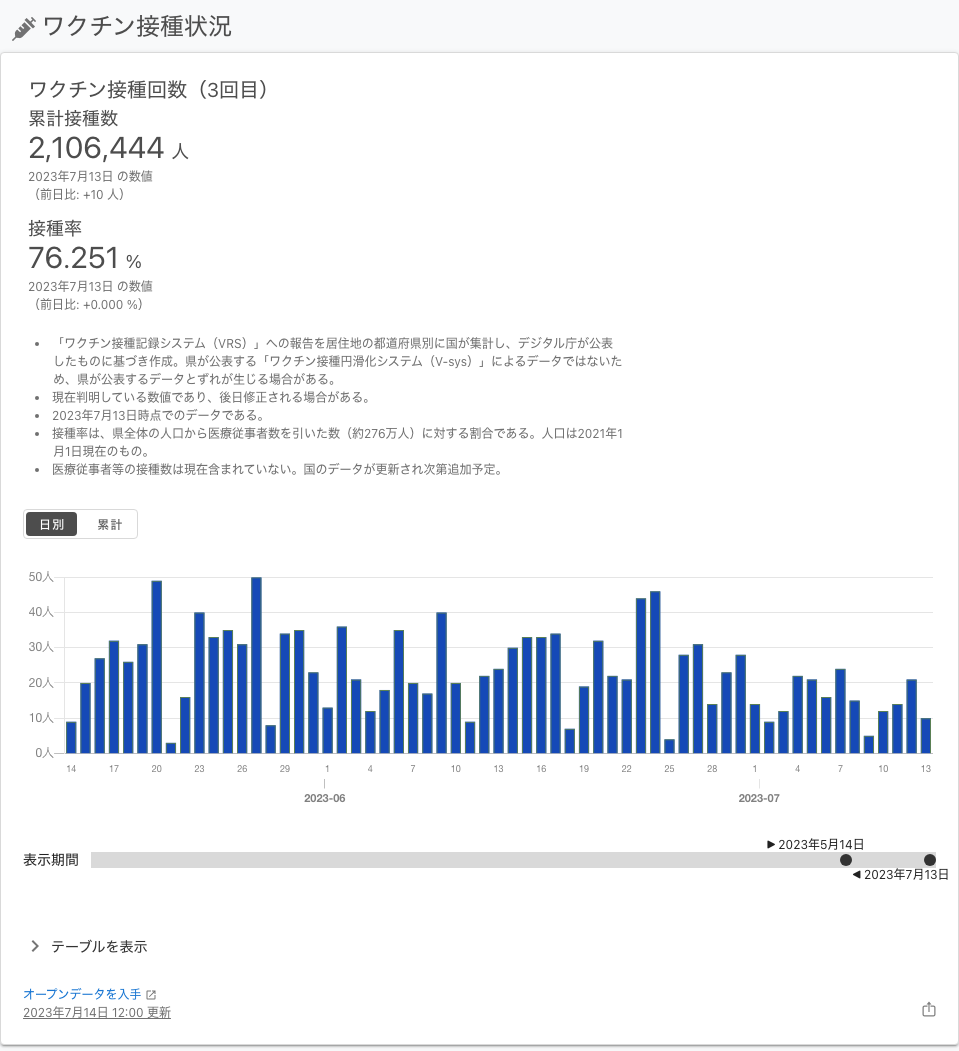 ワクチン接種状況
ワクチン接種回数（3回目）
累計接種数
2,106,444 人
2023年7月13日 の数値
（前日比: +10 人）
接種率
76.251 %
2023年7月13日 の数値
（前日比: +0.000 %）
• 「ワクチン接種記録システム（VRS）」への報告を居住地の都道府県別に国が集計し、デジタル庁が公表
したものに基づき作成。県が公表する「ワクチン接種円滑化システム（V-sys）」によるデータではないた
め、県が公表するデータとずれが生じる場合がある。
• 現在判明している数値であり、後日修正される場合がある。
• 2023年7月13日時点でのデータである。
• 接種率は、県全体の人口から医療従事者数を引いた数（約276万人）に対する割合である。人口は2021年1
月1日現在のもの。
• 医療従事者等の接種数は現在含まれていない。国のデータが更新され次第追加予定。
日別 累計
50人
40人
30人
20人
10人
0人
14 17 20 23 26 29 1 4 7 10 13 16 19 22 25 28 1 4 7 10 13
2023-06 2023-07
▶ 2023年5月14日
表示期間
◀ 2023年7月13日
テーブルを表示
オープンデータを入手
2023年7月14日 12:00 更新